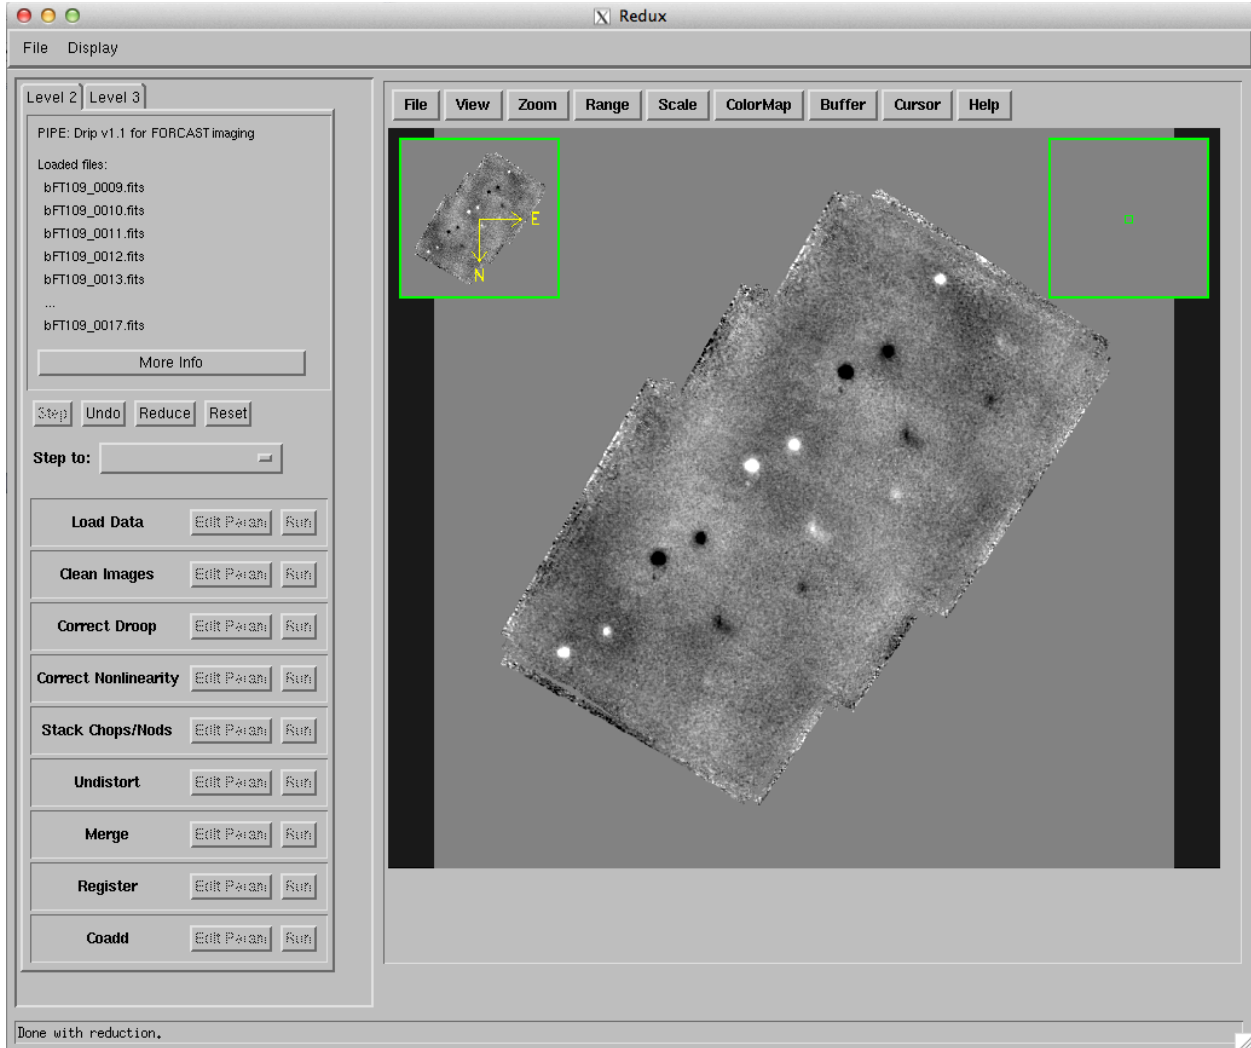 Redux
File Display
Level 2 Level 3
PIPE: Drip v1.1 for FORCAST imaging
Loaded files:
bFT109_0009.fits
bFT109_0010.fits
bFT109_0011.fits
bFT109_0012.fits
bFT109_0013.fits
...
bFT109_0017.fits
More Info
Step Undo Reduce Reset
Step to:
Load Data Edit Param Run
Clean Images Edit Param Run
Correct Droop Edit Param Run
Correct Nonlinearity Edit Param Run
Stack Chops/Nods Edit Param Run
Undistort Edit Param Run
Merge Edit Param Run
Register Edit Param Run
Coadd Edit Param Run
File View Zoom Range Scale ColorMap Buffer Cursor Help
E
N
Done with reduction.